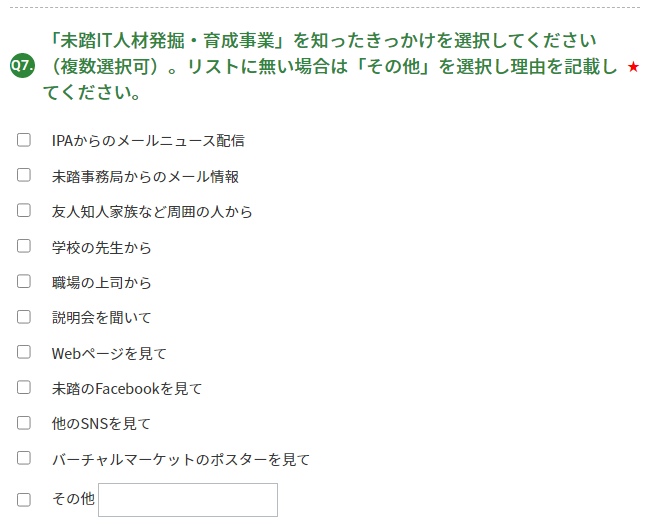 「未踏IT人材発掘・育成事業」を知ったきっかけを選択してください
Q7. （複数選択可）。リストに無い場合は「その他」を選択し理由を記載し ★
てください。
IPAからのメールニュース配信
未踏事務局からのメール情報
友人知人家族など周囲の人から
学校の先生から
職場の上司から
説明会を聞いて
Webページを見て
未踏のFacebookを見て
他のSNSを見て
バーチャルマーケットのポスターを見て
その他